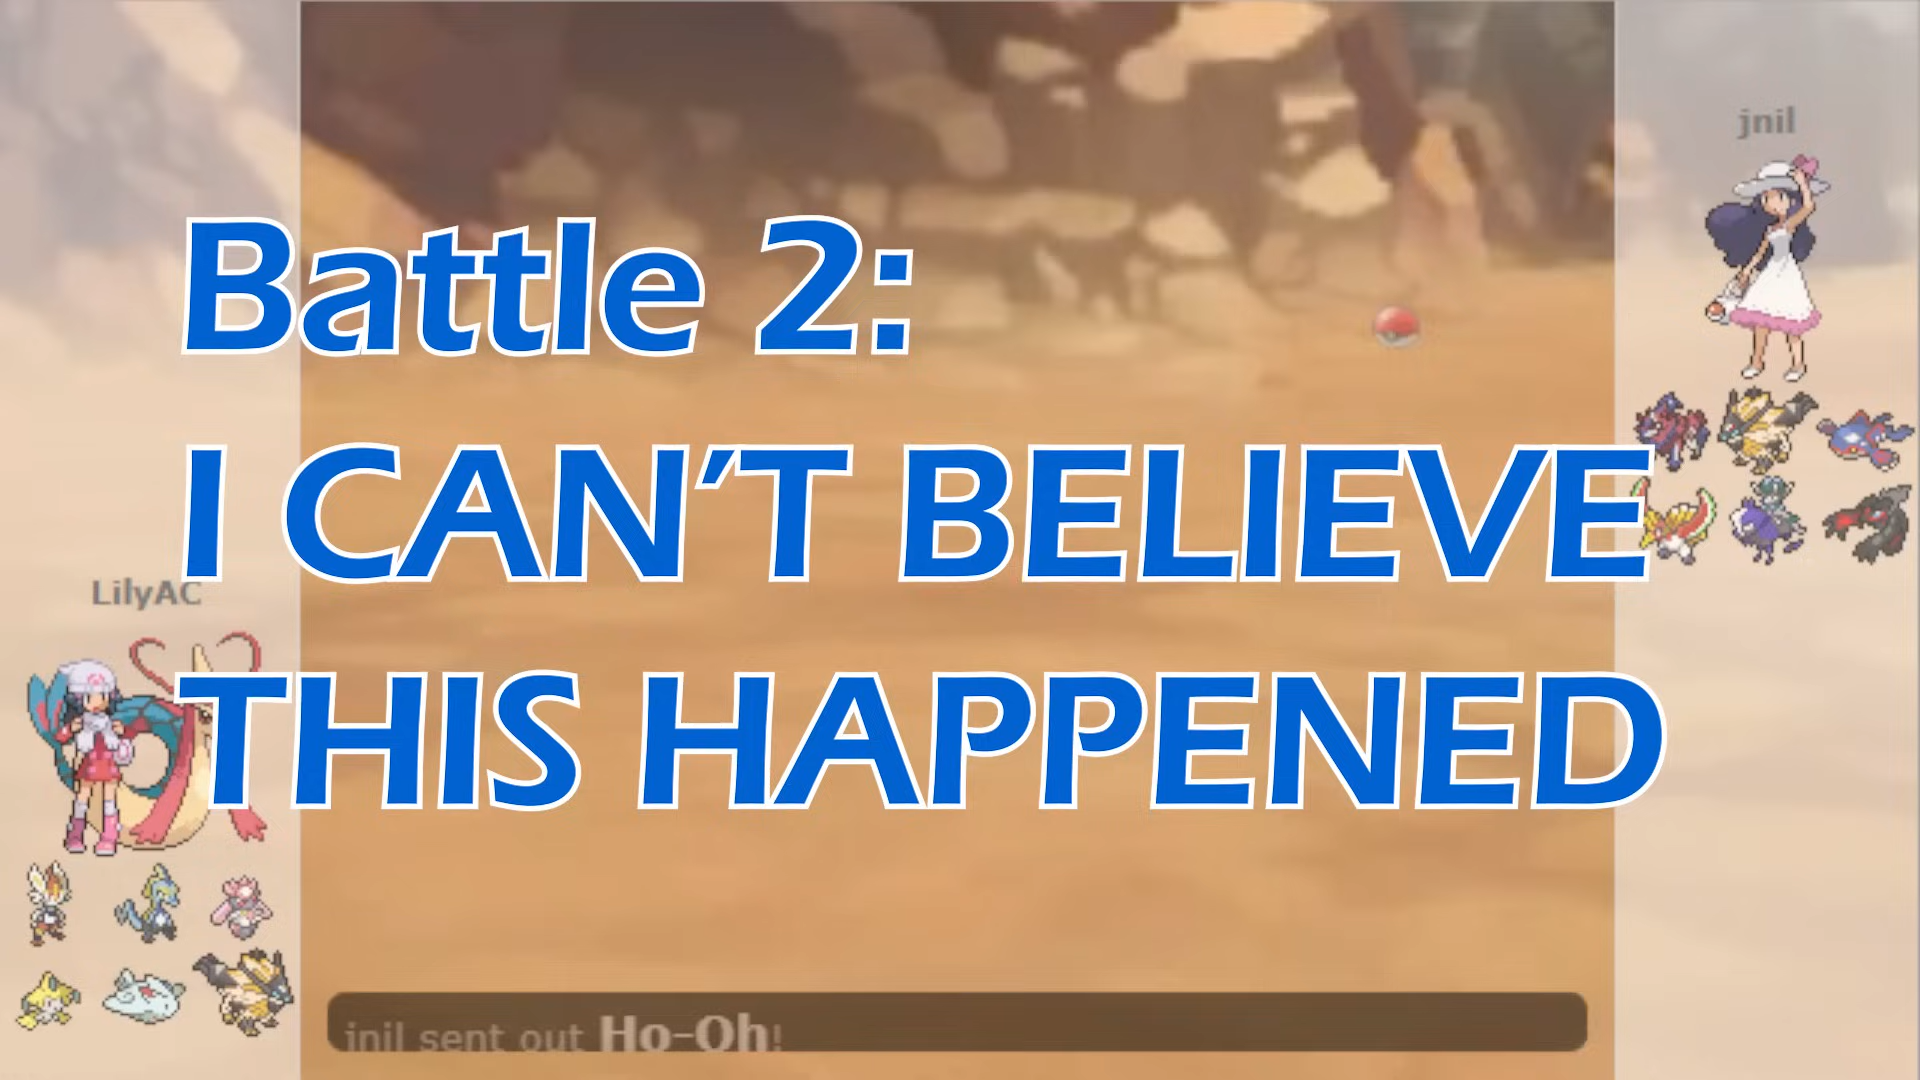 jnil
Battle 2:
I CAN’T BELIEVE
LilyAC
THIS HAPPENED
jnil sent out Ho-Oh!